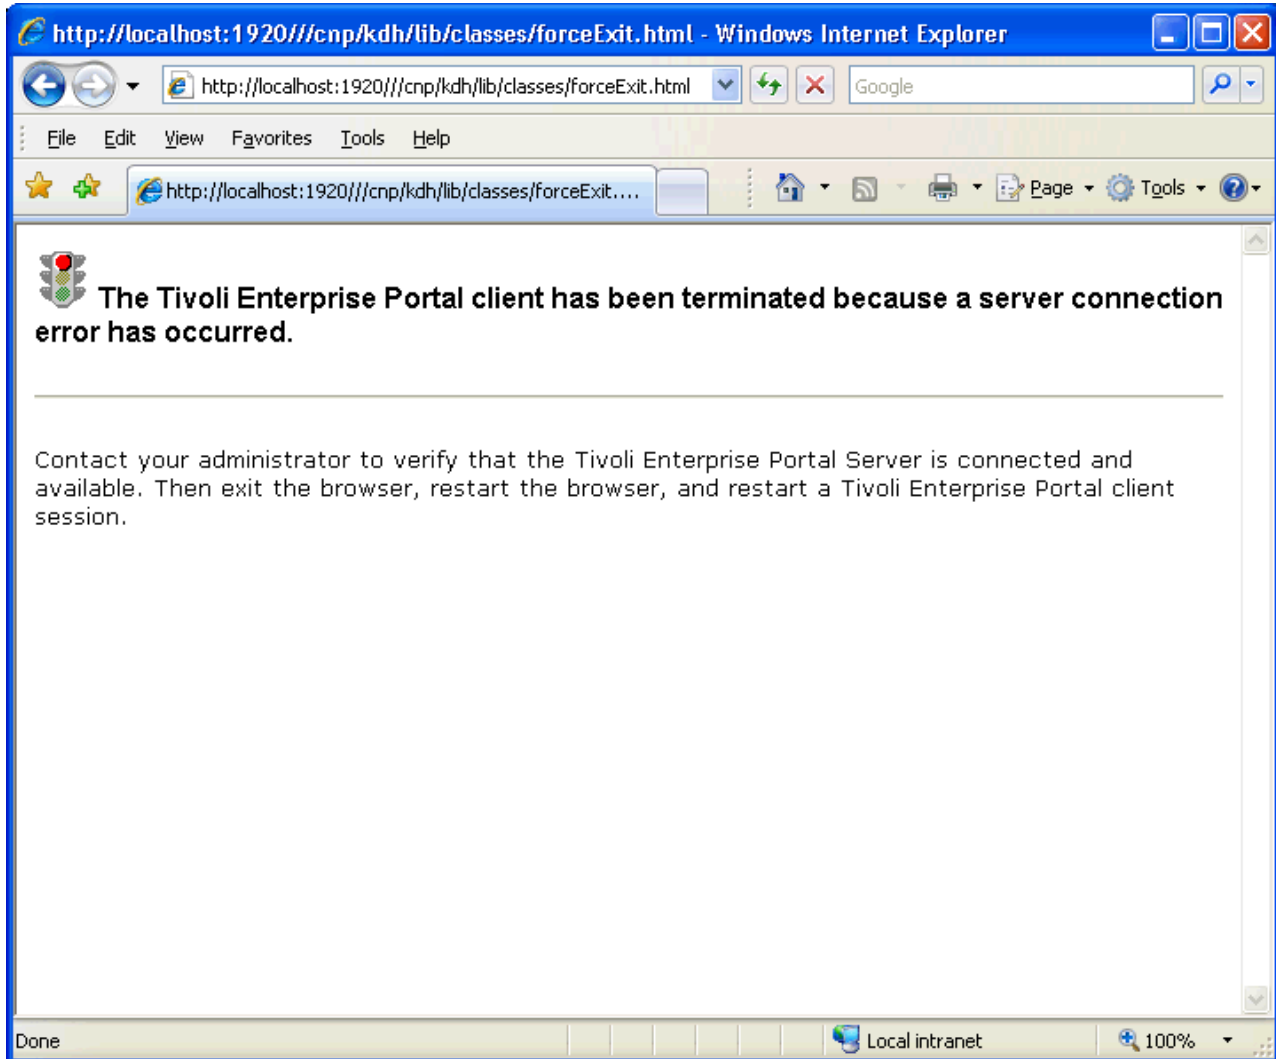 http://localhost:1920///cnp/kdh/lib/classes/forceExit.html - Windows Internet Explorer
http://localhost:1920///cnp/kdh/lib/classes/forceExit.html Google
File Edit View Favorites Tools Help
http://localhost:1920///cnp/kdh/lib/classes/forceExit.... Page Tools
The Tivoli Enterprise Portal client has been terminated because a server connection
error has occurred.
Contact your administrator to verify that the Tivoli Enterprise Portal Server is connected and
available. Then exit the browser, restart the browser, and restart a Tivoli Enterprise Portal client
session.
Done Local intranet 100%